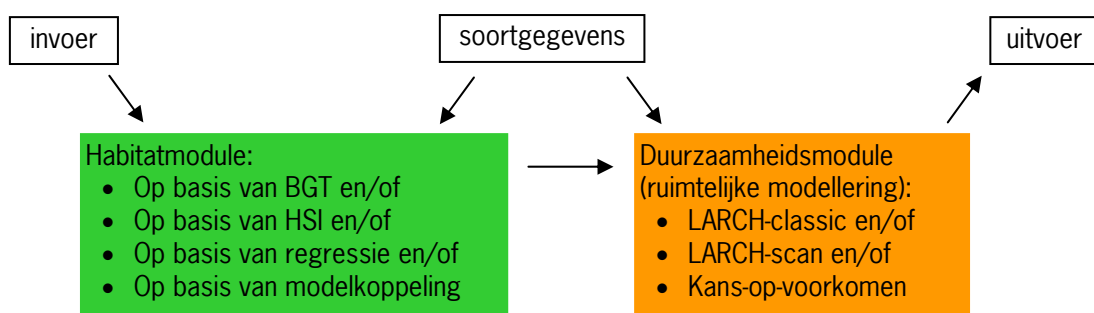 invoer
soortgegevens
uitvoer
Habitatmodule:
• Op basis van BGT en/of
• Op basis van HSI en/of
• Op basis van regressie en/of
• Op basis van modelkoppeling
Duurzaamheidsmodule
(ruimtelijke modellering):
• LARCH-classic en/of
• LARCH-scan en/of
• Kans-op-voorkomen